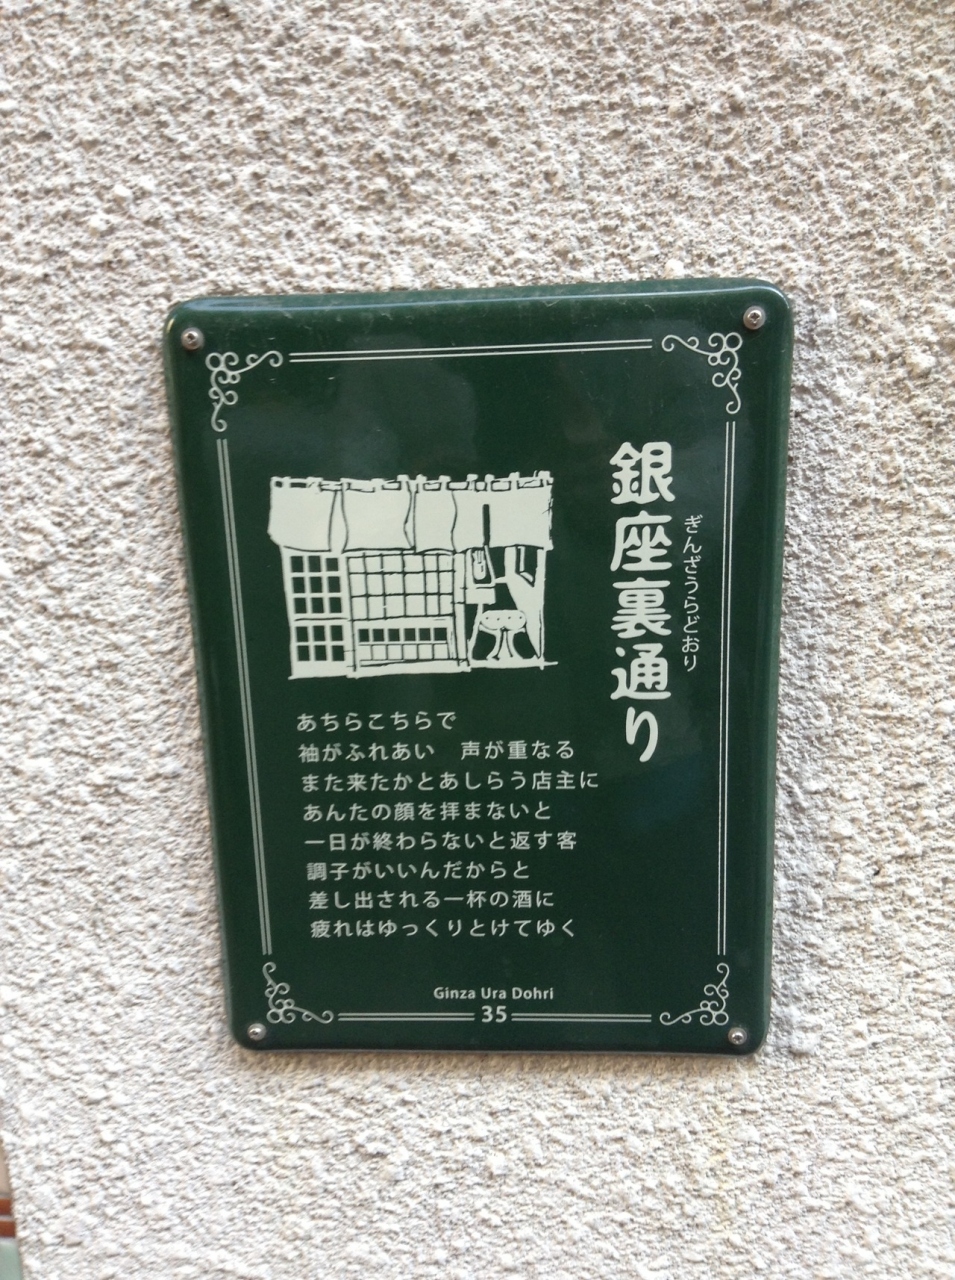 銀座裏通り
ぎんざうらどおり
あちらこちらで
袖がふれあい　声が重なる
また来たかとあしらう店主に
あんたの顔を拝まないと
一日が終わらないと返す客
調子がいいんだからと
差し出される一杯の酒に
疲れはゆっくりとけてゆく
Ginza Ura Dohri
35